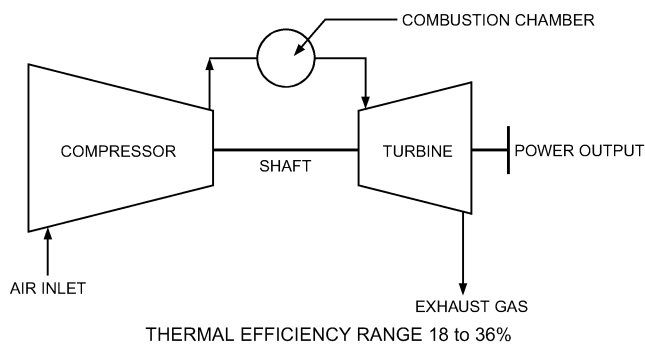 COMBUSTION CHAMBER
COMPRESSOR
SHAFT
TURBINE
POWER OUTPUT
AIR INLET
EXHAUST GAS
THERMAL EFFICIENCY RANGE 18 to 36%